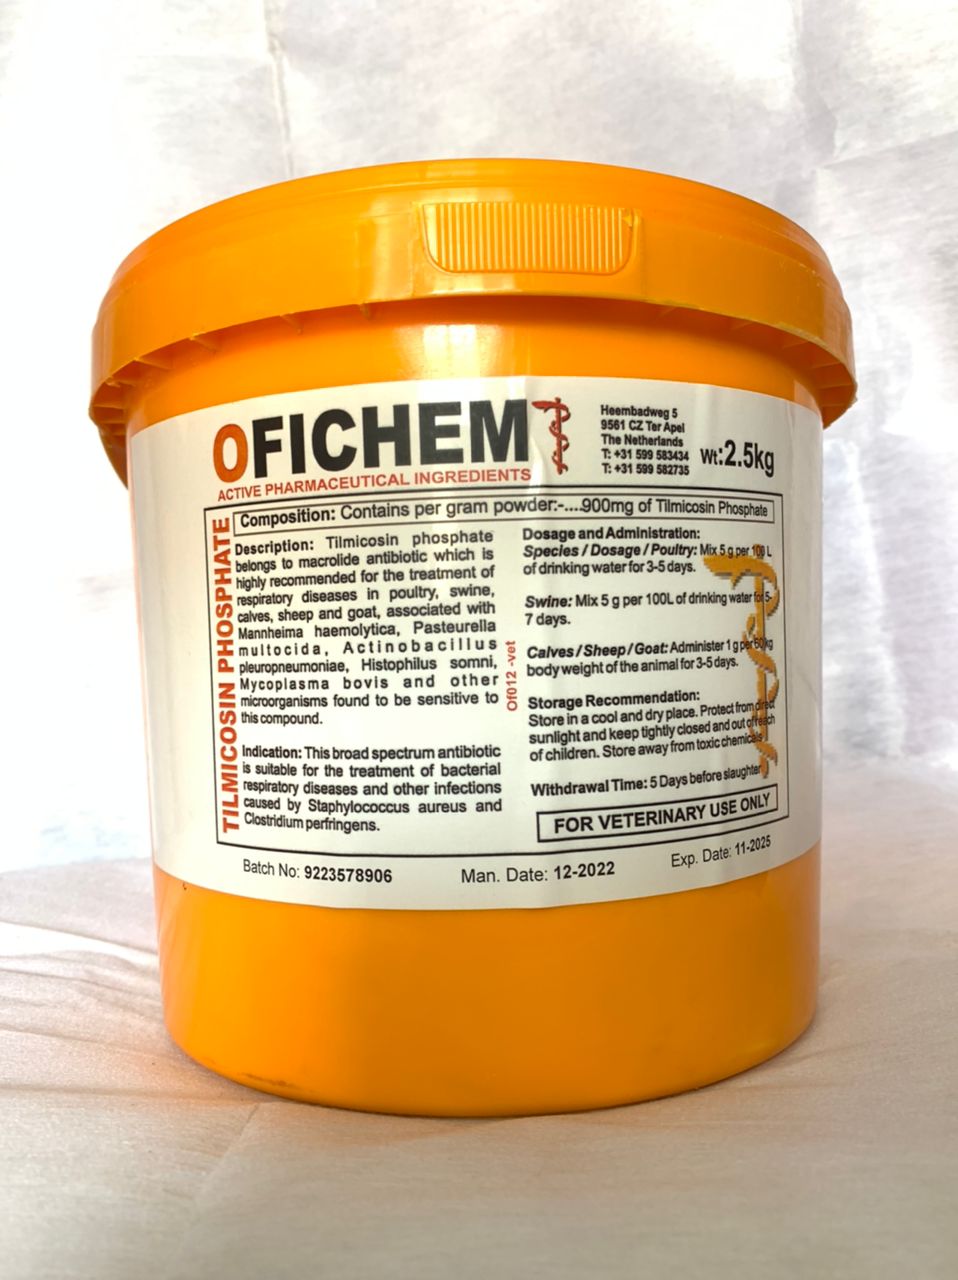 OFICHEM
ACTIVE PHARMACEUTICAL INGREDIENTS
Heembadweg 5
9561 CZ Ter Apel
The Netherlands
T: +31 599 583434
T: +31 599 582735
Wt:2.5kg
TILMICOSIN PHOSPHATE
Composition: Contains per gram powder:-....900mg of Tilmicosin Phosphate
Description: Tilmicosin phosphate
belongs to macrolide antibiotic which is
highly recommended for the treatment of
respiratory diseases in poultry, swine,
calves, sheep and goat, associated with
Mannheima haemolytica, Pasteurella
multocida, Actinobacillus
pleuropneumoniae, Histophilus somni,
Mycoplasma bovis and other
microorganisms found to be sensitive to
this compound.
Indication: This broad spectrum antibiotic
is suitable for the treatment of bacterial
respiratory diseases and other infections
caused by Staphylococcus aureus and
Clostridium perfringens.
Of012 -vet
Dosage and Administration:
Species / Dosage / Poultry: Mix 5 g per 100 L
of drinking water for 3-5 days.
Swine: Mix 5 g per 100L of drinking water for 5-
7 days.
Calves / Sheep / Goat: Administer 1 g per 60 kg
body weight of the animal for 3-5 days.
Storage Recommendation:
Store in a cool and dry place. Protect from direct
sunlight and keep tightly closed and out of reach
of children. Store away from toxic chemicals
Withdrawal Time: 5 Days before slaughter
FOR VETERINARY USE ONLY
Batch No: 9223578906
Man. Date: 12-2022
Exp. Date: 11-2025